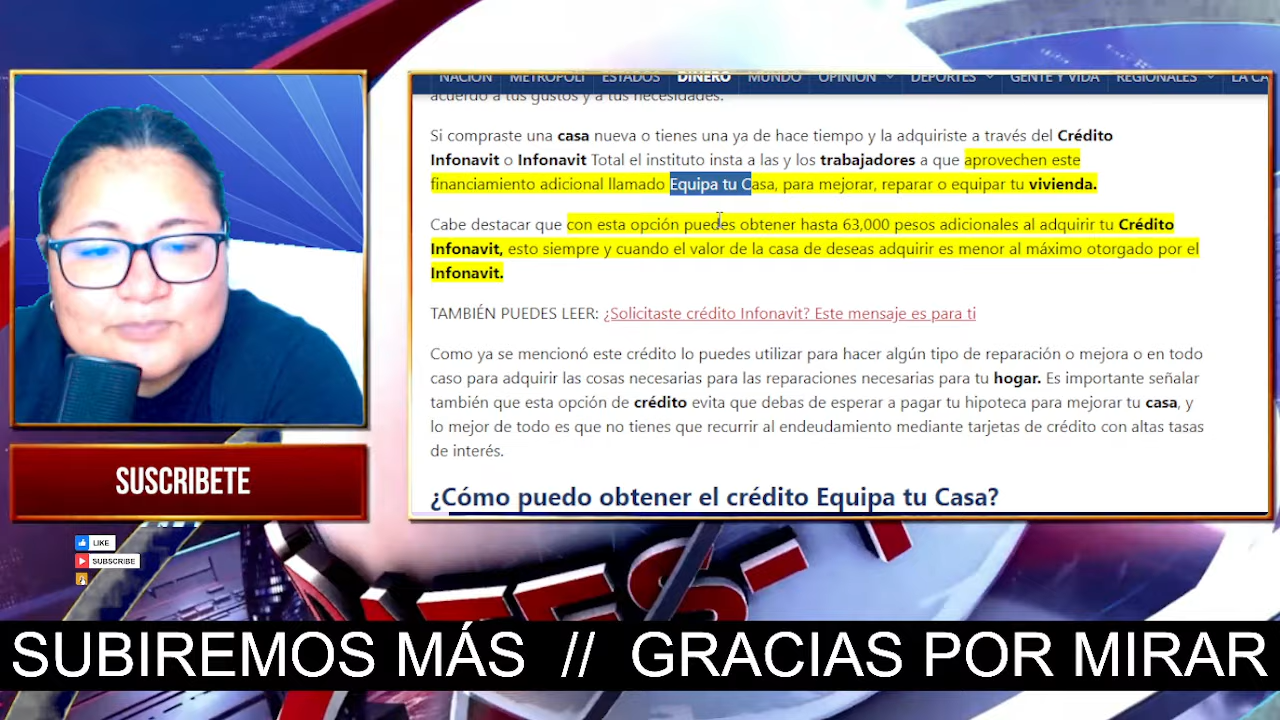 NACIÓN METRÓPOLI ESTADOS DINERO MUNDO OPINIÓN DEPORTES GENTE Y VIDA REGIONALES LA CA
acuerdo a tus gustos y a tus necesidades.
Si compraste una casa nueva o tienes una ya de hace tiempo y la adquiriste a través del Crédito
Infonavit o Infonavit Total el instituto insta a las y los trabajadores a que aprovechen este
financiamiento adicional llamado Equipa tu Casa, para mejorar, reparar o equipar tu vivienda.
Cabe destacar que con esta opción puedes obtener hasta 63,000 pesos adicionales al adquirir tu Crédito
Infonavit, esto siempre y cuando el valor de la casa de deseas adquirir es menor al máximo otorgado por el
Infonavit.
TAMBIÉN PUEDES LEER: ¿Solicitaste crédito Infonavit? Este mensaje es para ti
Como ya se mencionó este crédito lo puedes utilizar para hacer algún tipo de reparación o mejora o en todo
caso para adquirir las cosas necesarias para las reparaciones necesarias para tu hogar. Es importante señalar
también que esta opción de crédito evita que debas de esperar a pagar tu hipoteca para mejorar tu casa, y
lo mejor de todo es que no tienes que recurrir al endeudamiento mediante tarjetas de crédito con altas tasas
de interés.
¿Cómo puedo obtener el crédito Equipa tu Casa?
SUSCRIBETE
LIKE
SUBSCRIBE
SUBIREMOS MÁS // GRACIAS POR MIRAR